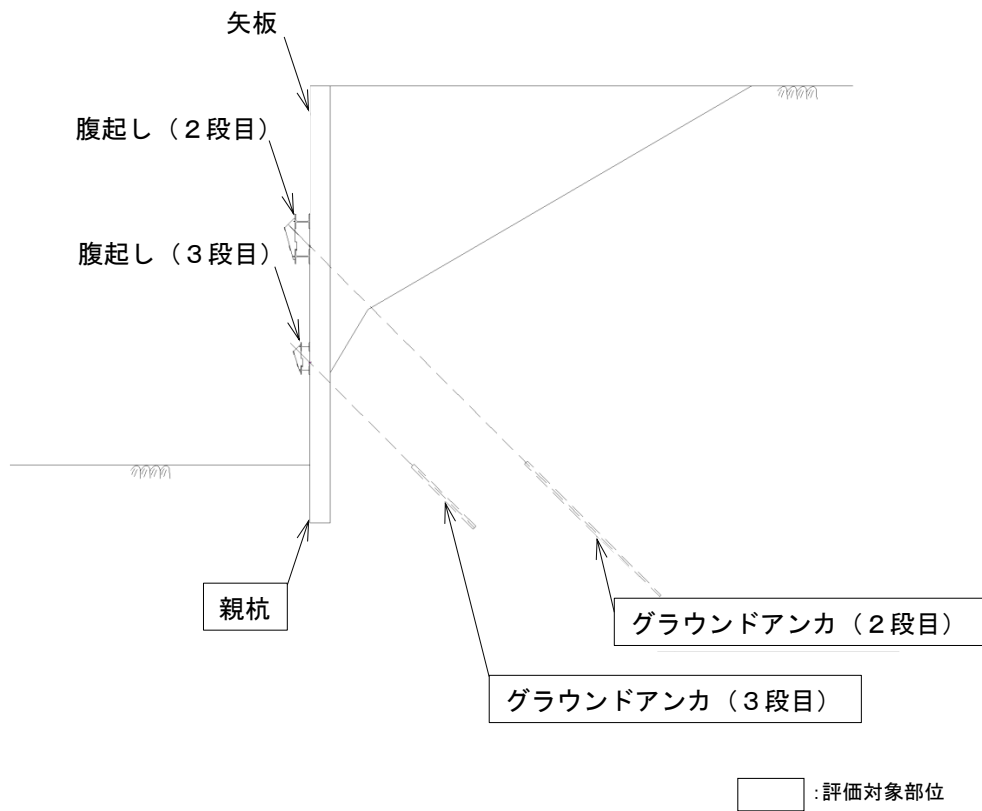 矢板
腹起し（２段目）
腹起し（３段目）
親杭
グラウンドアンカ（２段目）
グラウンドアンカ（３段目）
：評価対象部位